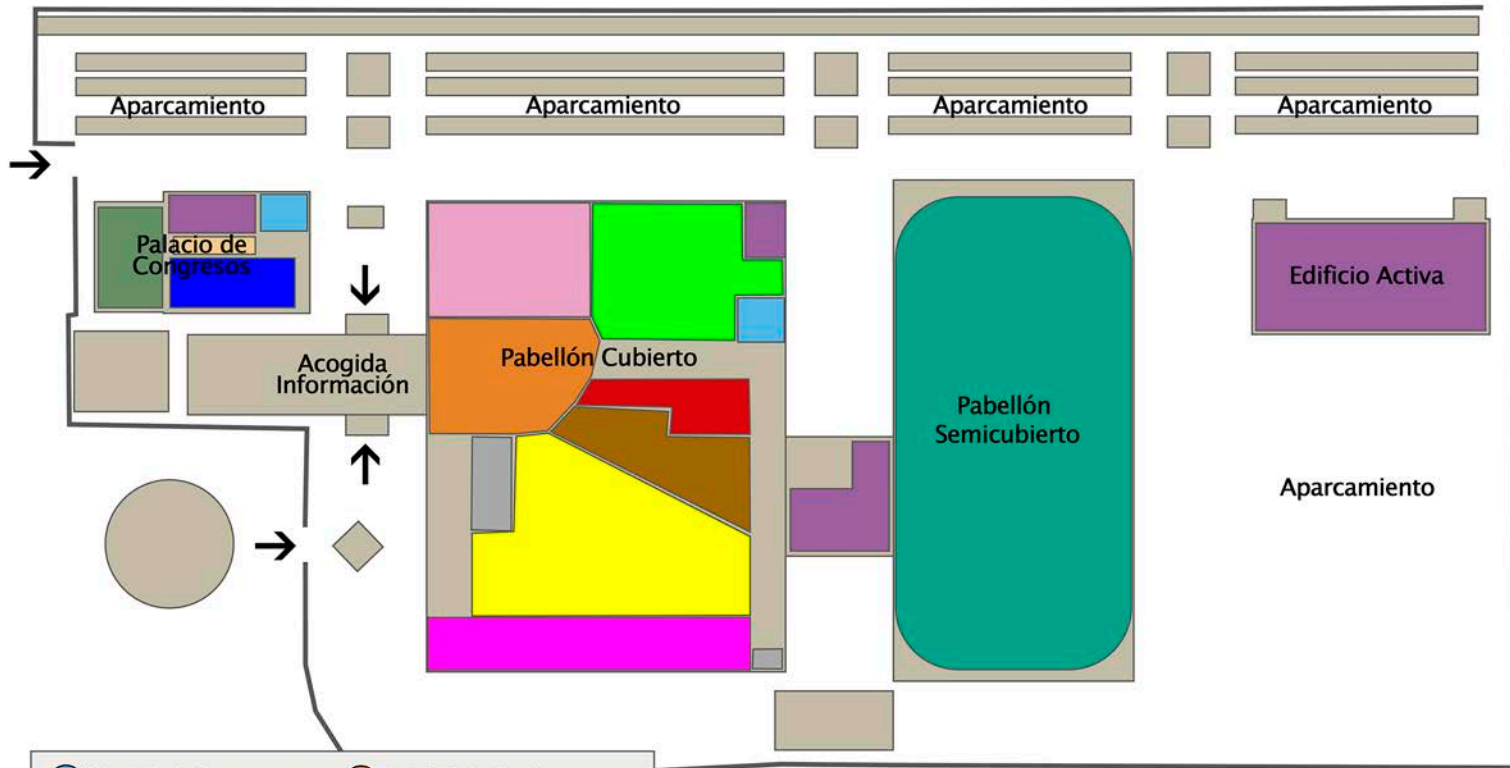 Aparcamiento
Aparcamiento
Aparcamiento
Aparcamiento
Palacio de
Congresos
Edificio Activa
Acogida
Información
Pabellón Cubierto
Pabellón
Semicubierto
Aparcamiento